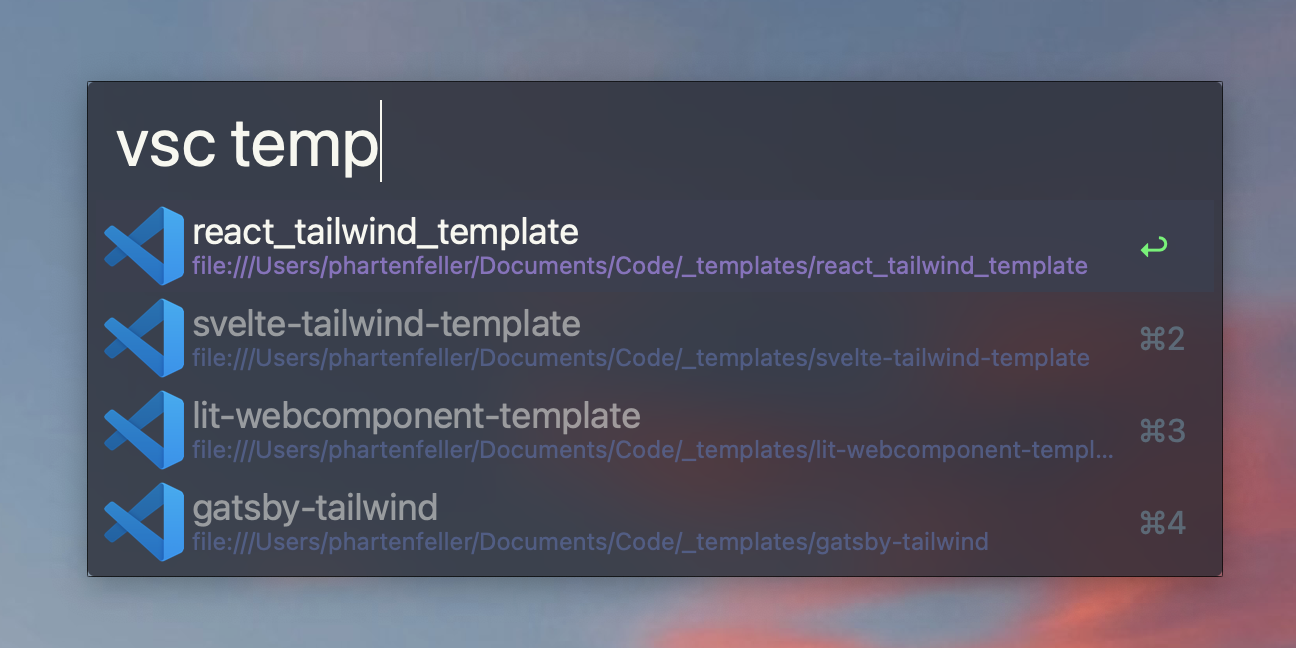 vsc temp
react_tailwind_template
file:///Users/phartenfeller/Documents/Code/_templates/react_tailwind_template
svelte-tailwind-template
⌘2
file:///Users/phartenfeller/Documents/Code/_templates/svelte-tailwind-template
lit-webcomponent-template
⌘3
file:///Users/phartenfeller/Documents/Code/_templates/lit-webcomponent-templ...
gatsby-tailwind
⌘4
file:///Users/phartenfeller/Documents/Code/_templates/gatsby-tailwind